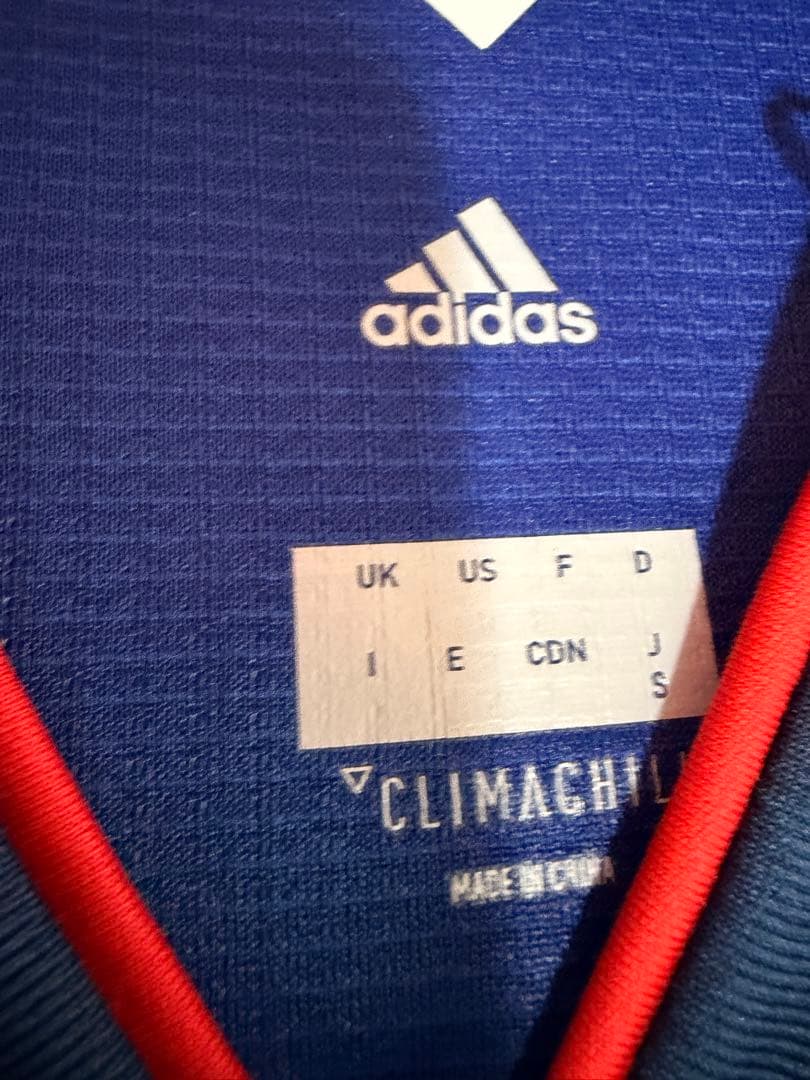 adidas
UK US F D
I E CDN J
S
CLIMACHIL
MADE IN CHINA